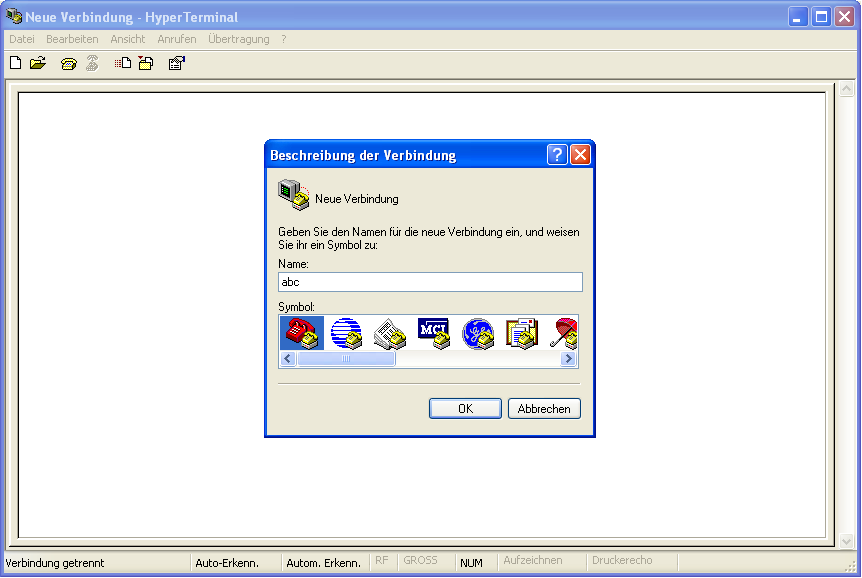 Neue Verbindung - HyperTerminal
Datei Bearbeiten Ansicht Anrufen Übertragung ?
Beschreibung der Verbindung
Neue Verbindung
Geben Sie den Namen für die neue Verbindung ein, und weisen
Sie ihr ein Symbol zu:
Name:
abc
Symbol:
MCI
OK Abbrechen
Verbindung getrennt Auto-Erkenn. Autom. Erkenn. RF GROSS NUM Aufzeichnen Druckerecho